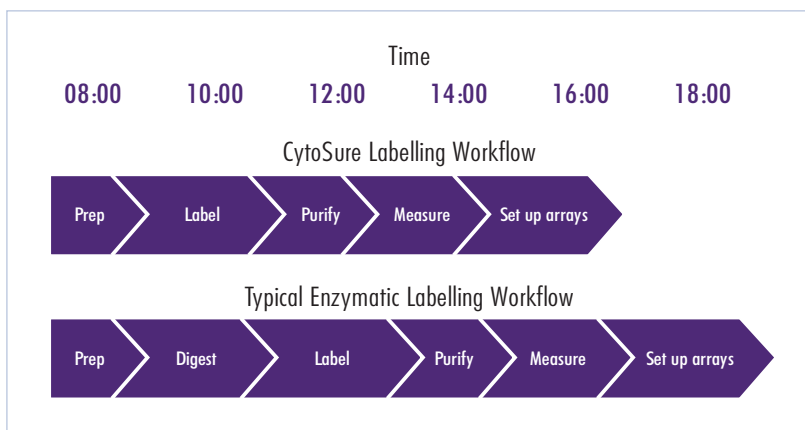 Time
08:00 10:00 12:00 14:00 16:00 18:00
CytoSure Labelling Workflow
Prep Label Purify Measure Set up arrays
Typical Enzymatic Labelling Workflow
Prep Digest Label Purify Measure Set up arrays